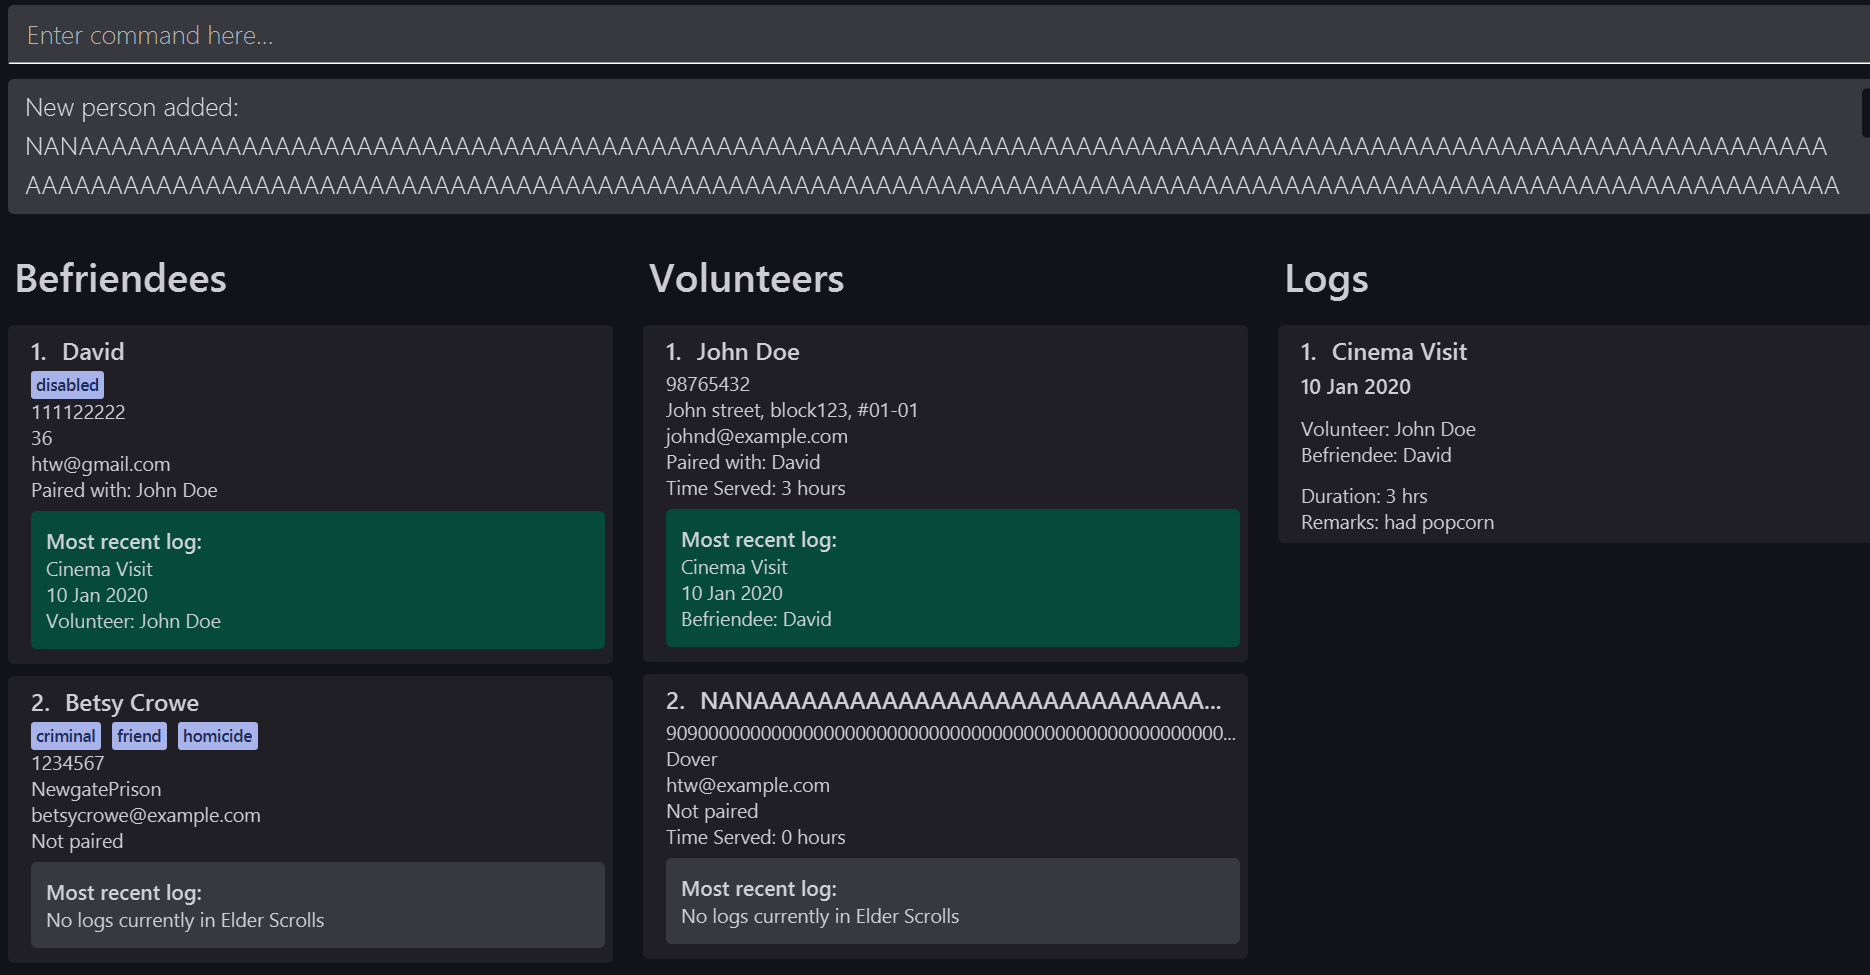 Enter command here...
New person added:
Befriendees
1. David
disabled
111122222
36
htw@gmail.com
Paired with: John Doe
Most recent log:
Cinema Visit
10 Jan 2020
Volunteer: John Doe
2. Betsy Crowe
criminal friend homicide
1234567
NewgatePrison
betsycrowe@example.com
Not paired
Most recent log:
No logs currently in Elder Scrolls
Volunteers
1. John Doe
98765432
John street, block123, #01-01
johnd@example.com
Paired with: David
Time Served: 3 hours
Most recent log:
Cinema Visit
10 Jan 2020
Befriendee: David
2.
Dover
htw@example.com
Not paired
Time Served: 0 hours
Most recent log:
No logs currently in Elder Scrolls
Logs
1. Cinema Visit
10 Jan 2020
Volunteer: John Doe
Befriendee: David
Duration: 3 hrs
Remarks: had popcorn